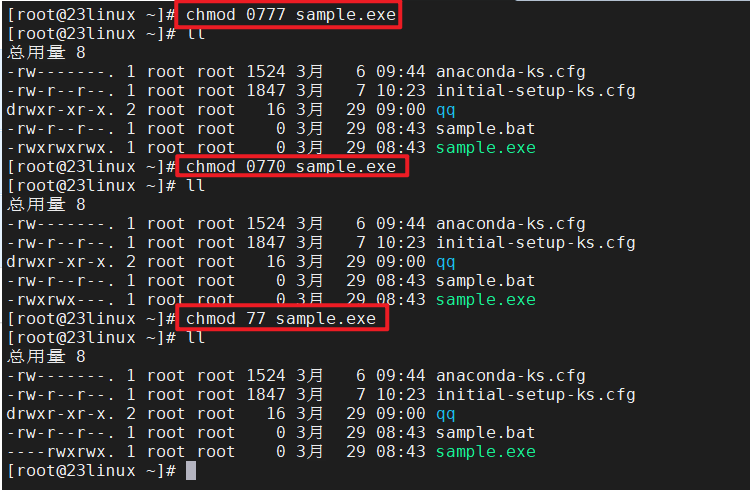 [root@23linux ~]# chmod 0777 sample.exe
[root@23linux ~]# ll
总用量 8
-rw-------. 1 root root 1524 3月   6 09:44 anaconda-ks.cfg
-rw-r--r--. 1 root root 1847 3月   7 10:23 initial-setup-ks.cfg
drwxr-xr-x. 2 root root   16 3月  29 09:00 qq
-rw-r--r--. 1 root root    0 3月  29 08:43 sample.bat
-rwxrwxrwx. 1 root root    0 3月  29 08:43 sample.exe
[root@23linux ~]# chmod 0770 sample.exe
[root@23linux ~]# ll
总用量 8
-rw-------. 1 root root 1524 3月   6 09:44 anaconda-ks.cfg
-rw-r--r--. 1 root root 1847 3月   7 10:23 initial-setup-ks.cfg
drwxr-xr-x. 2 root root   16 3月  29 09:00 qq
-rw-r--r--. 1 root root    0 3月  29 08:43 sample.bat
-rwxrwx---. 1 root root    0 3月  29 08:43 sample.exe
[root@23linux ~]# chmod 77 sample.exe
[root@23linux ~]# ll
总用量 8
-rw-------. 1 root root 1524 3月   6 09:44 anaconda-ks.cfg
-rw-r--r--. 1 root root 1847 3月   7 10:23 initial-setup-ks.cfg
drwxr-xr-x. 2 root root   16 3月  29 09:00 qq
-rw-r--r--. 1 root root    0 3月  29 08:43 sample.bat
----rwxrwx. 1 root root    0 3月  29 08:43 sample.exe
[root@23linux ~]#